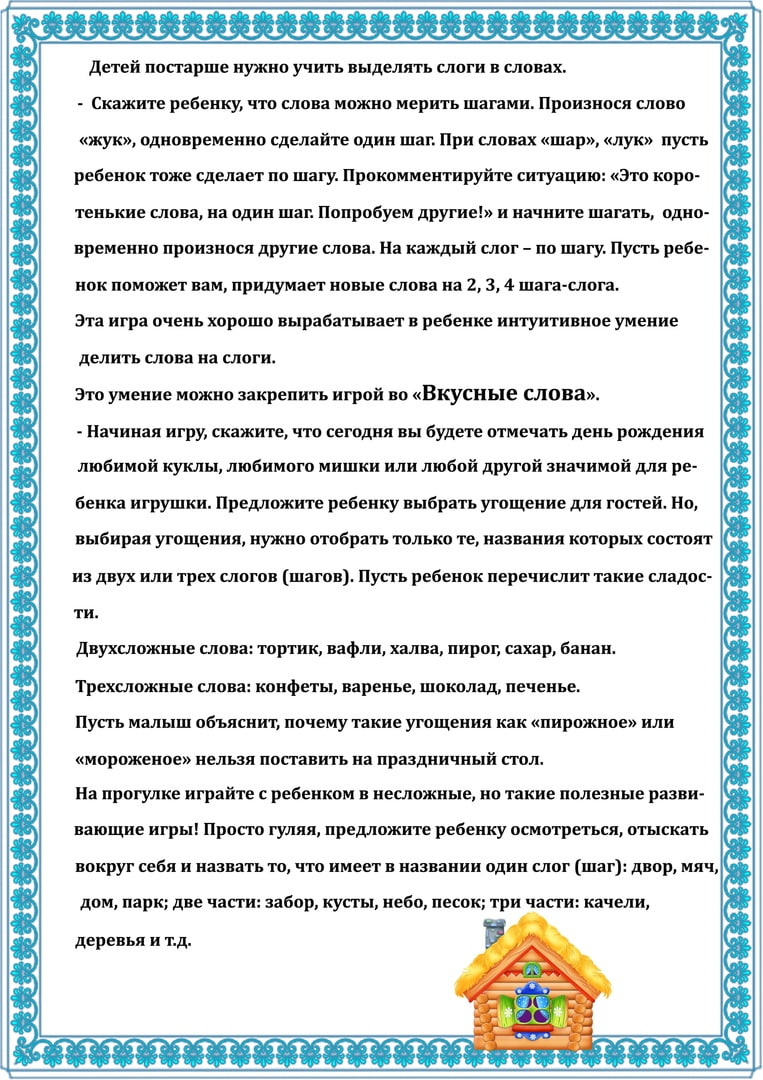 Детей постарше нужно учить выделять слоги в словах.
- Скажите ребенку, что слова можно мерить шагами. Произнося слово
«жук», одновременно сделайте один шаг. При словах «шар», «лук» пусть
ребенок тоже сделает по шагу. Прокомментируйте ситуацию: «Это коро-
тенькие слова, на один шаг. Попробуем другие!» и начните шагать, одно-
временно произнося другие слова. На каждый слог – по шагу. Пусть ребе-
нок поможет вам, придумает новые слова на 2, 3, 4 шага-слога.
Эта игра очень хорошо вырабатывает в ребенке интуитивное умение
делить слова на слоги.
Это умение можно закрепить игрой во «Вкусные слова».
- Начиная игру, скажите, что сегодня вы будете отмечать день рождения
любимой куклы, любимого мишки или любой другой значимой для ре-
бенка игрушки. Предложите ребенку выбрать угощение для гостей. Но,
выбирая угощения, нужно отобрать только те, названия которых состоят
из двух или трех слогов (шагов). Пусть ребенок перечислит такие сладос-
ти.
Двухсложные слова: тортик, вафли, халва, пирог, сахар, банан.
Трехсложные слова: конфеты, варенье, шоколад, печенье.
Пусть малыш объяснит, почему такие угощения как «пирожное» или
«мороженое» нельзя поставить на праздничный стол.
На прогулке играйте с ребенком в несложные, но такие полезные разви-
вающие игры! Просто гуляя, предложите ребенку осмотреться, отыскать
вокруг себя и назвать то, что имеет в названии один слог (шаг): двор, мяч,
дом, парк; две части: забор, кусты, небо, песок; три части: качели,
деревья и т.д.